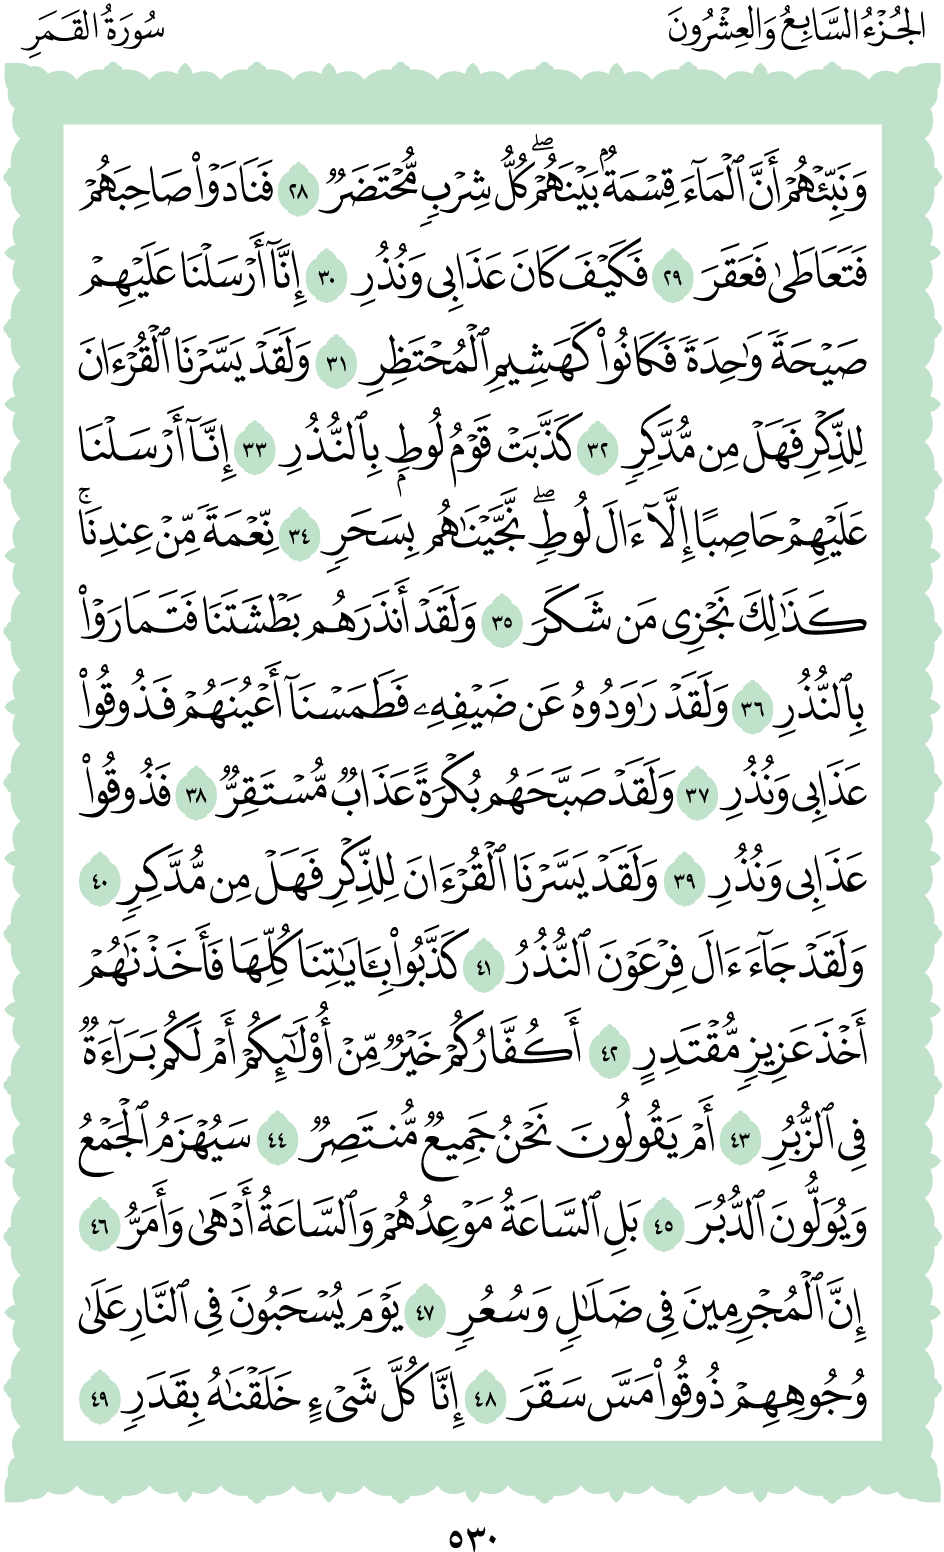 الجُزْءُ السَّابِعُ وَالعِشْرُونَ
سُورَةُ القَمَرِ
وَنَبِّئْهُمْ أَنَّ ٱلْمَآءَ قِسْمَةٌۢ بَيْنَهُمْۖ كُلُّ شِرْبٖ مُّحْتَضَرٞ ٢٨ فَنَادَوْاْ صَاحِبَهُمْ
فَتَعَاطَىٰ فَعَقَرَ ٢٩ فَكَيْفَ كَانَ عَذَابِي وَنُذُرِ ٣٠ إِنَّآ أَرْسَلْنَا عَلَيْهِمْ
صَيْحَةٗ وَٰحِدَةٗ فَكَانُواْ كَهَشِيمِ ٱلْمُحْتَظِرِ ٣١ وَلَقَدْ يَسَّرْنَا ٱلْقُرْءَانَ
لِلذِّكْرِ فَهَلْ مِن مُّدَّكِرٖ ٣٢ كَذَّبَتْ قَوْمُ لُوطِۭ بِٱلنُّذُرِ ٣٣ إِنَّآ أَرْسَلْنَا
عَلَيْهِمْ حَاصِبًا إِلَّآ ءَالَ لُوطٖۖ نَّجَّيْنَٰهُم بِسَحَرٖ ٣٤ نِّعْمَةٗ مِّنْ عِندِنَاۚ
كَذَٰلِكَ نَجْزِي مَن شَكَرَ ٣٥ وَلَقَدْ أَنذَرَهُم بَطْشَتَنَا فَتَمَارَوْاْ
بِٱلنُّذُرِ ٣٦ وَلَقَدْ رَٰوَدُوهُ عَن ضَيْفِهِۦ فَطَمَسْنَآ أَعْيُنَهُمْ فَذُوقُواْ
عَذَابِي وَنُذُرِ ٣٧ وَلَقَدْ صَبَّحَهُم بُكْرَةً عَذَابٞ مُّسْتَقِرّٞ ٣٨ فَذُوقُواْ
عَذَابِي وَنُذُرِ ٣٩ وَلَقَدْ يَسَّرْنَا ٱلْقُرْءَانَ لِلذِّكْرِ فَهَلْ مِن مُّدَّكِرٖ ٤٠
وَلَقَدْ جَآءَ ءَالَ فِرْعَوْنَ ٱلنُّذُرُ ٤١ كَذَّبُواْ بِـَٔايَٰتِنَا كُلِّهَا فَأَخَذْنَٰهُمْ
أَخْذَ عَزِيزٖ مُّقْتَدِرٍ ٤٢ أَكُفَّارُكُمْ خَيْرٞ مِّنْ أُوْلَٰٓئِكُمْ أَمْ لَكُم بَرَآءَةٞ
فِي ٱلزُّبُرِ ٤٣ أَمْ يَقُولُونَ نَحْنُ جَمِيعٞ مُّنتَصِرٞ ٤٤ سَيُهْزَمُ ٱلْجَمْعُ
وَيُوَلُّونَ ٱلدُّبُرَ ٤٥ بَلِ ٱلسَّاعَةُ مَوْعِدُهُمْ وَٱلسَّاعَةُ أَدْهَىٰ وَأَمَرُّ ٤٦
إِنَّ ٱلْمُجْرِمِينَ فِي ضَلَٰلٖ وَسُعُرٖ ٤٧ يَوْمَ يُسْحَبُونَ فِي ٱلنَّارِ عَلَىٰ
وُجُوهِهِمْ ذُوقُواْ مَسَّ سَقَرَ ٤٨ إِنَّا كُلَّ شَيْءٍ خَلَقْنَٰهُ بِقَدَرٖ ٤٩
٥٣٠